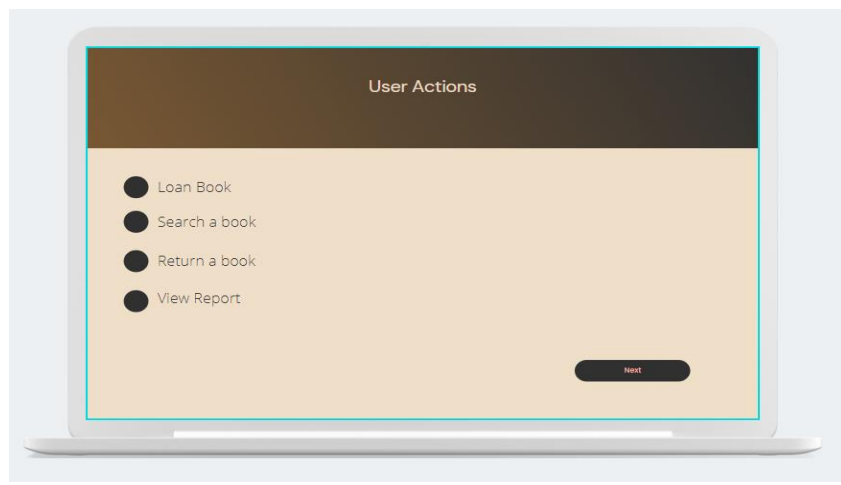 User Actions
Loan Book
Search a book
Return a book
View Report
Next